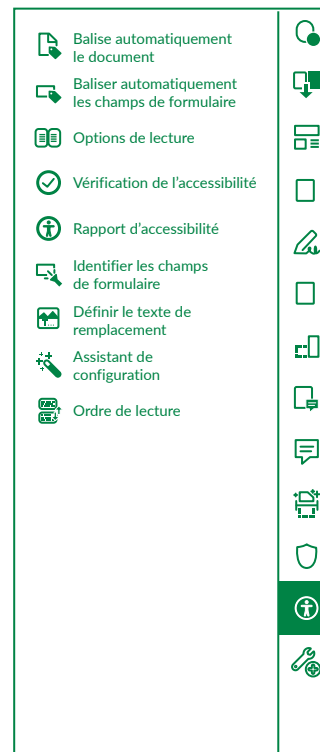 Balise automatiquement
le document
Baliser automatiquement
les champs de formulaire
Options de lecture
Vérification de l'accessibilité
Rapport d'accessibilité
Identifier les champs
de formulaire
Définir le texte de
remplacement
Assistant de
configuration
Ordre de lecture